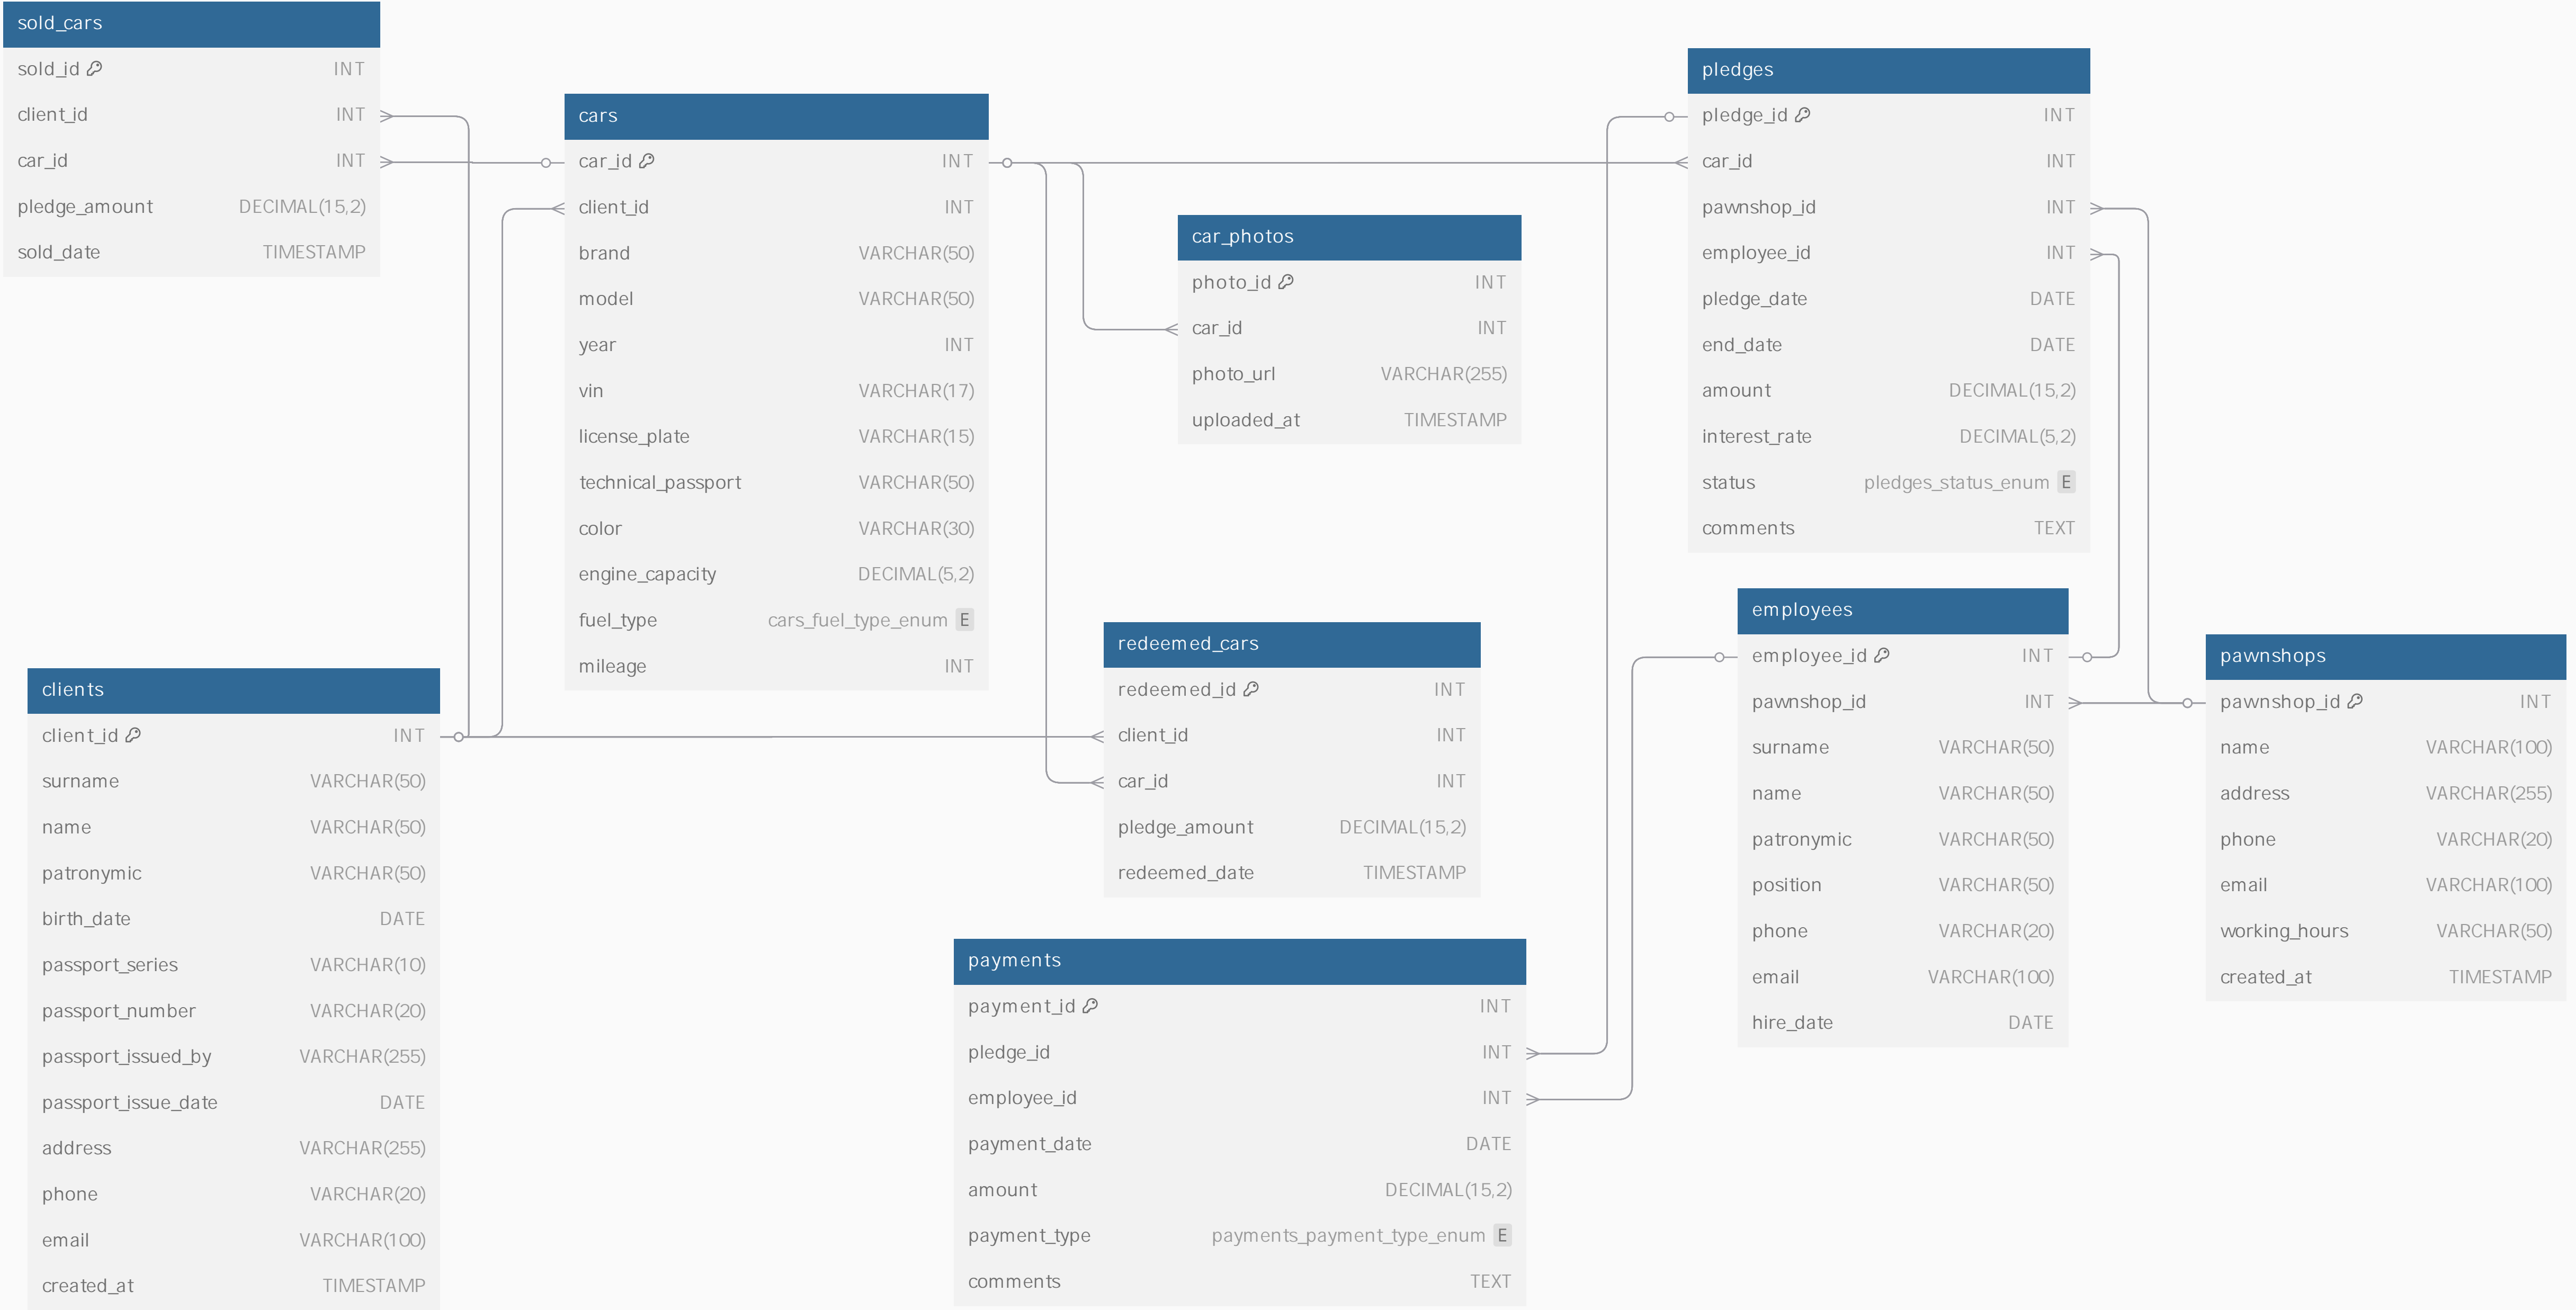 sold_cars
sold_id INT
client_id INT
car_id INT
pledge_amount DECIMAL(15,2)
sold_date TIMESTAMP
cars
car_id INT
client_id INT
brand VARCHAR(50)
model VARCHAR(50)
year INT
vin VARCHAR(17)
license_plate VARCHAR(15)
technical_passport VARCHAR(50)
color VARCHAR(30)
engine_capacity DECIMAL(5,2)
fuel_type cars_fuel_type_enum E
mileage INT
car_photos
photo_id INT
car_id INT
photo_url VARCHAR(255)
uploaded_at TIMESTAMP
pledges
pledge_id INT
car_id INT
pawnshop_id INT
employee_id INT
pledge_date DATE
end_date DATE
amount DECIMAL(15,2)
interest_rate DECIMAL(5,2)
status pledges_status_enum E
comments TEXT
clients
client_id INT
surname VARCHAR(50)
name VARCHAR(50)
patronymic VARCHAR(50)
birth_date DATE
passport_series VARCHAR(10)
passport_number VARCHAR(20)
passport_issued_by VARCHAR(255)
passport_issue_date DATE
address VARCHAR(255)
phone VARCHAR(20)
email VARCHAR(100)
created_at TIMESTAMP
redeemed_cars
redeemed_id INT
client_id INT
car_id INT
pledge_amount DECIMAL(15,2)
redeemed_date TIMESTAMP
payments
payment_id INT
pledge_id INT
employee_id INT
payment_date DATE
amount DECIMAL(15,2)
payment_type payments_payment_type_enum E
comments TEXT
employees
employee_id INT
pawnshop_id INT
surname VARCHAR(50)
name VARCHAR(50)
patronymic VARCHAR(50)
position VARCHAR(50)
phone VARCHAR(20)
email VARCHAR(100)
hire_date DATE
pawnshops
pawnshop_id INT
name VARCHAR(100)
address VARCHAR(255)
phone VARCHAR(20)
email VARCHAR(100)
working_hours VARCHAR(50)
created_at TIMESTAMP